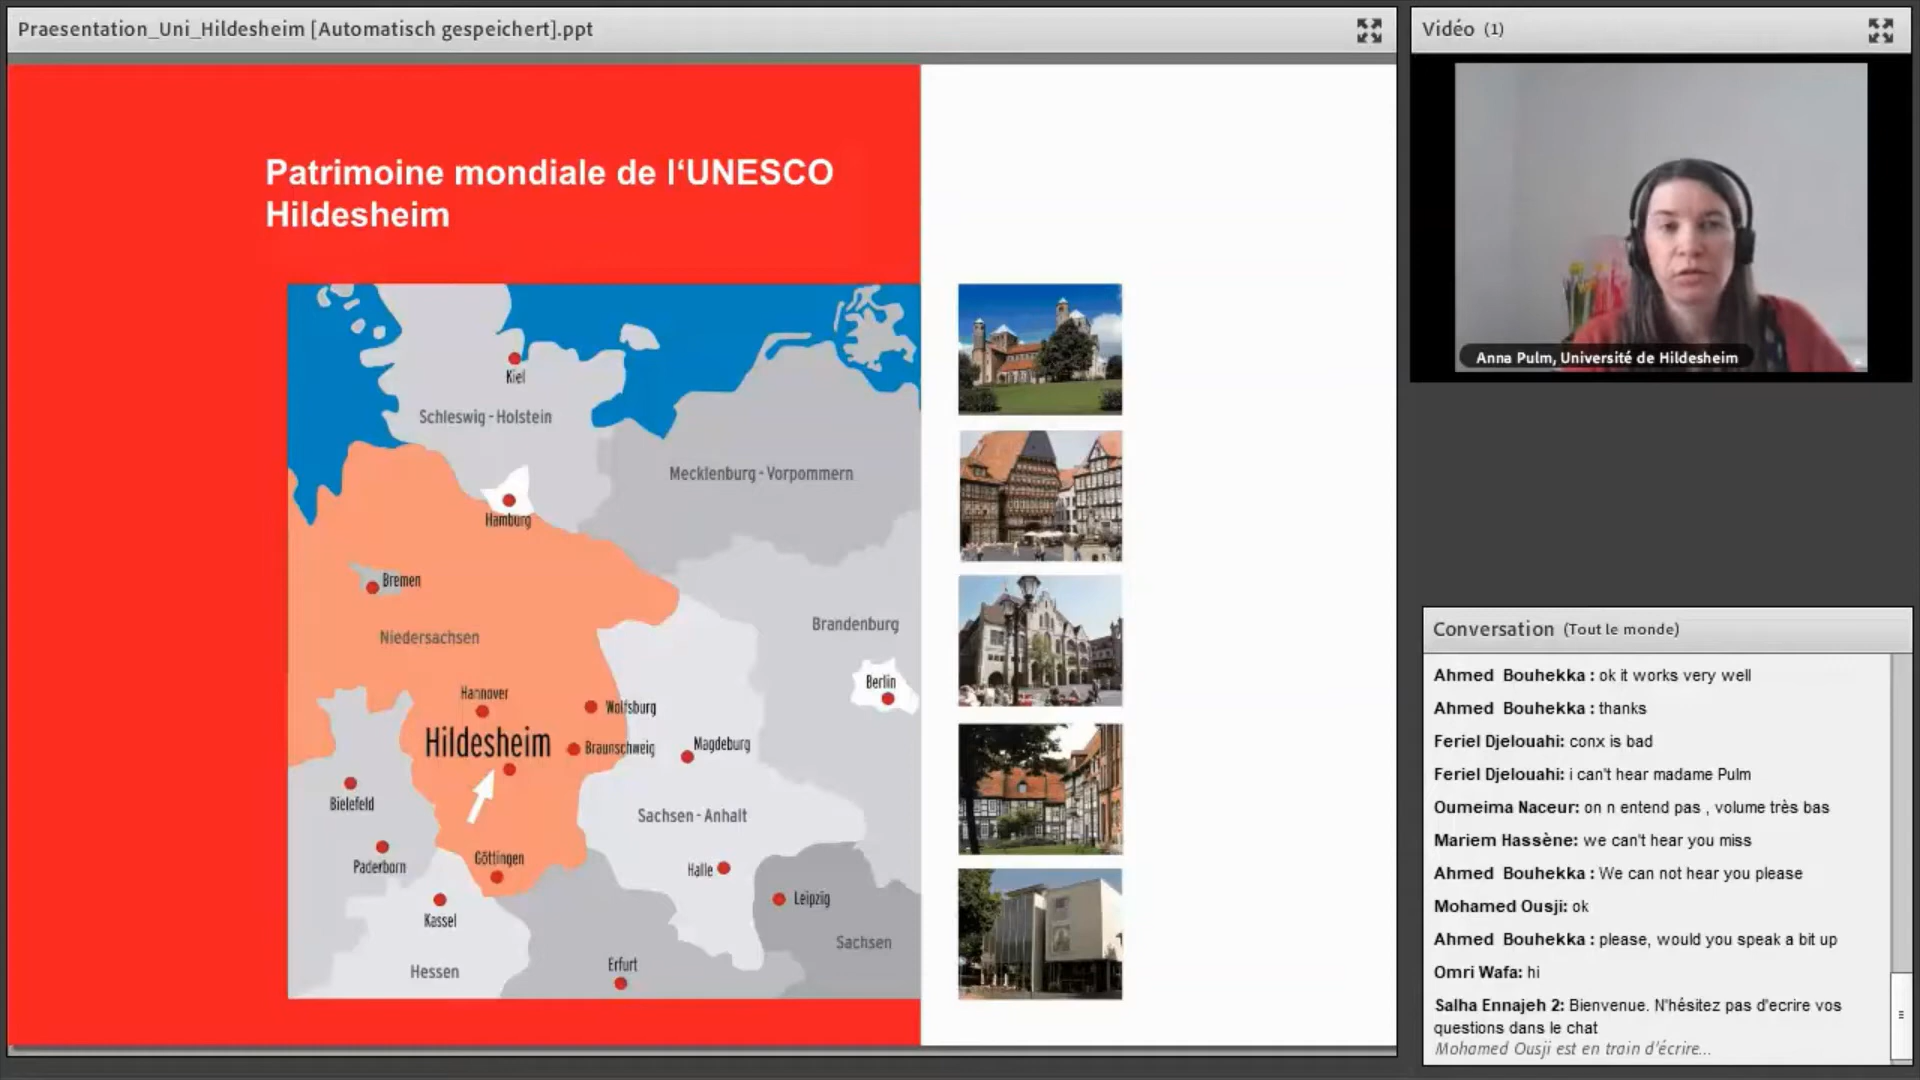 Praesentation_Uni_Hildesheim [Automatisch gespeichert].ppt
Patrimoine mondiale de l‘UNESCO
Hildesheim
Kiel
Schleswig - Holstein
Mecklenburg - Vorpommern
Hamburg
Bremen
Niedersachsen
Brandenburg
Berlin
Hannover
Wolfsburg
Hildesheim
Braunschweig
Magdeburg
Bielefeld
Sachsen - Anhalt
Paderborn
Göttingen
Halle
Leipzig
Kassel
Sachsen
Hessen
Erfurt
Vidéo (1)
Anna Pulm, Université de Hildesheim
Conversation (Tout le monde)
Ahmed Bouhekka : ok it works very well
Ahmed Bouhekka : thanks
Feriel Djelouahi: conx is bad
Feriel Djelouahi: i can't hear madame Pulm
Oumeima Naceur: on n entend pas , volume très bas
Mariem Hassène: we can't hear you miss
Ahmed Bouhekka : We can not hear you please
Mohamed Ousji: ok
Ahmed Bouhekka : please, would you speak a bit up
Omri Wafa: hi
Salha Ennajeh 2: Bienvenue. N'hésitez pas d'ecrire vos
questions dans le chat
Mohamed Ousji est en train d'écrire...